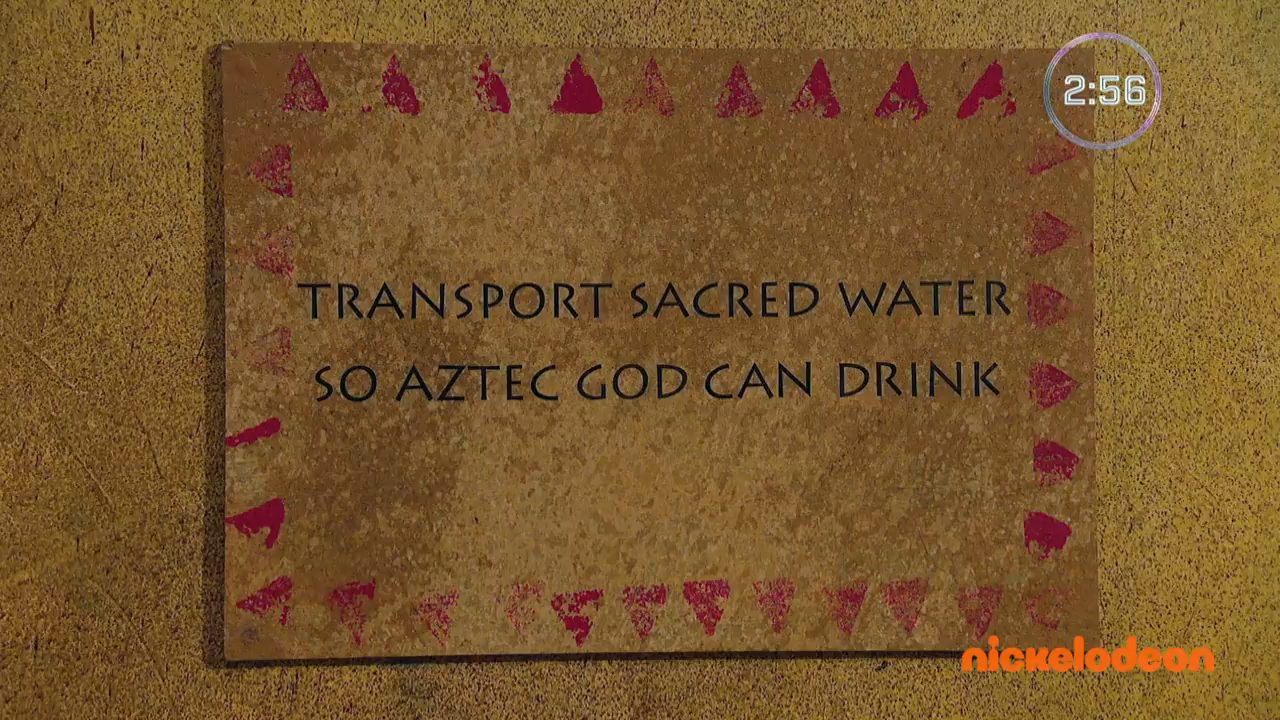 2:56
TRANSPORT SACRED WATER
SO AZTEC GOD CAN DRINK
nickelodeon